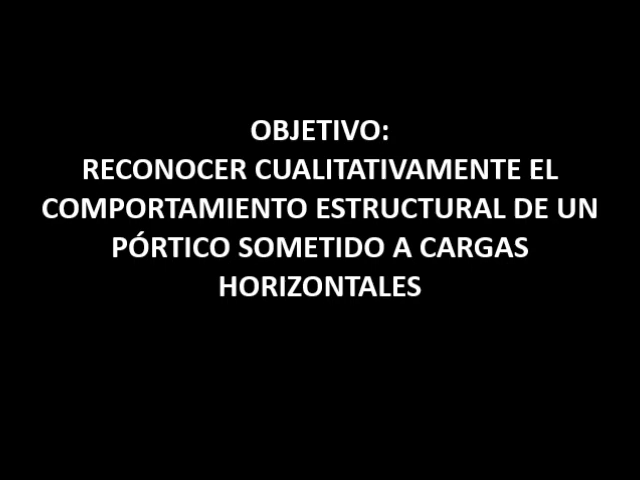 OBJETIVO:
RECONOCER CUALITATIVAMENTE EL
COMPORTAMIENTO ESTRUCTURAL DE UN
PÓRTICO SOMETIDO A CARGAS
HORIZONTALES